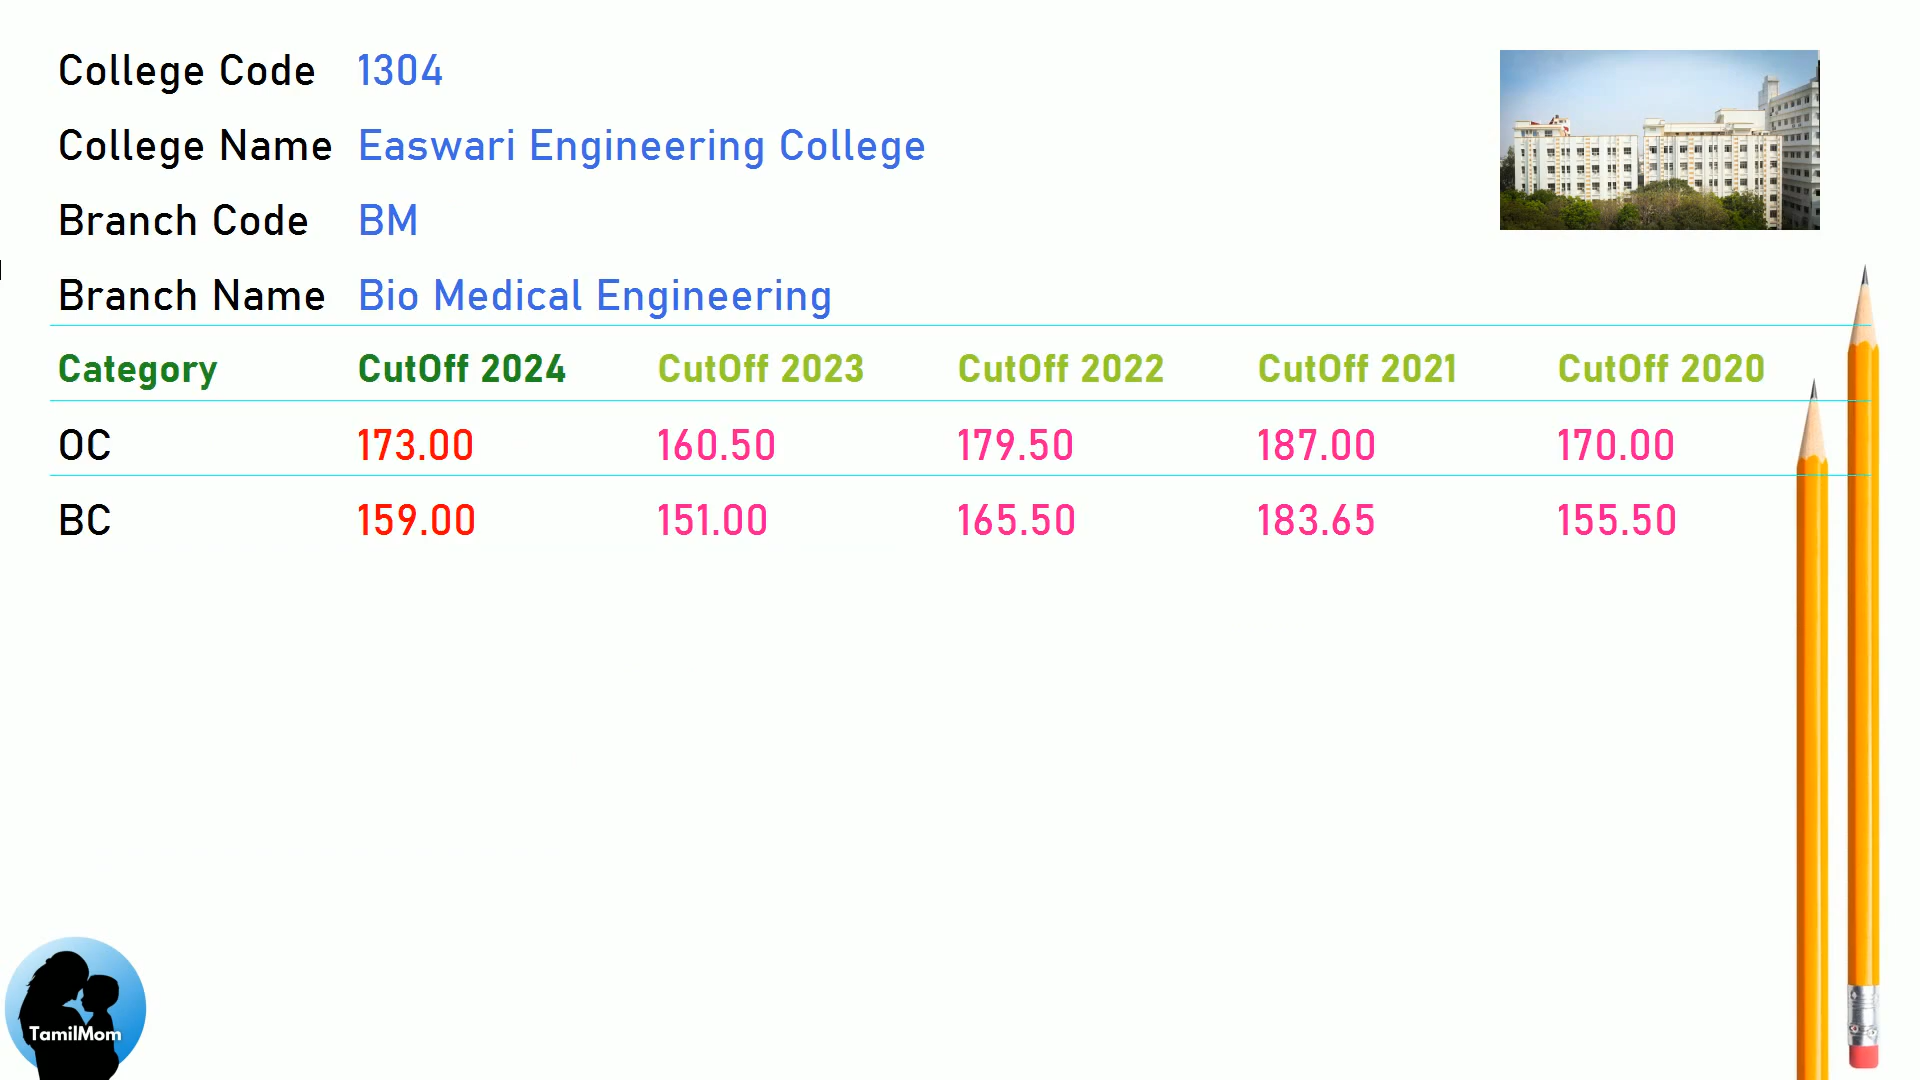 College Code 1304
College Name Easwari Engineering College
Branch Code BM
Branch Name Bio Medical Engineering
Category CutOff 2024 CutOff 2023 CutOff 2022 CutOff 2021 CutOff 2020
OC 173.00 160.50 179.50 187.00 170.00
BC 159.00 151.00 165.50 183.65 155.50
TamilMom